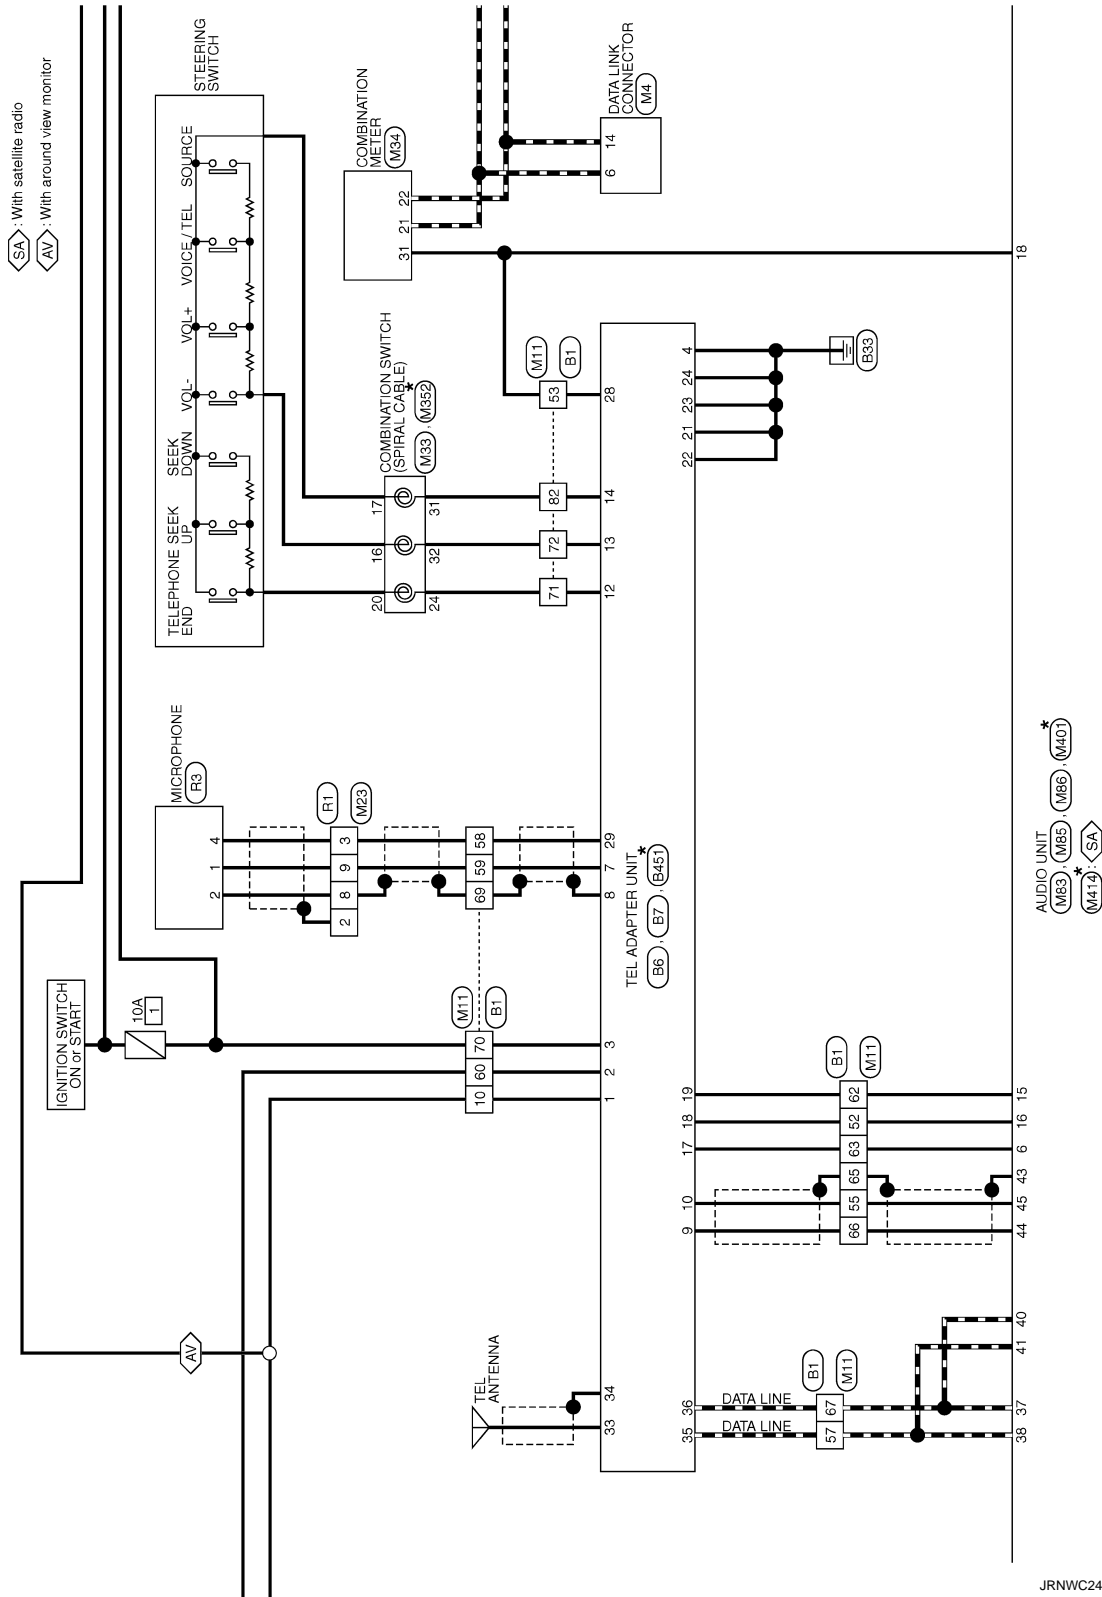 SA : With satellite radio
AV : With around view monitor
IGNITION SWITCH
ON or START
10A
1
MICROPHONE
R3
2 1 4
R1
M23
2 8 9 3
STEERING
SWITCH
TELEPHONE
END
SEEK
UP
SEEK
DOWN
VOL-
VOL+
VOICE / TEL
SOURCE
COMBINATION SWITCH
(SPIRAL CABLE)
M33 , M352 *
20 16 17
24 32 31
COMBINATION
METER
M34
31 21 22
DATA LINK
CONNECTOR
M4
6 14
M11
B1
10 60 70
69 59 58
M11
B1
71 72 82 53
TEL
ANTENNA
AV
33 34 1 2 3 8 7 29 12 13 14 28
TEL ADAPTER UNIT
B6 , B7 , B451 *
35 36 9 10 17 18 19 22 21 23 24 4
B33
DATA LINE
DATA LINE
B1
M11
57 67
B1
M11
66 55 65 63 52 62
38 37 41 40 44 45 43 6 16 15 18
AUDIO UNIT
M83 , M85 , M86 , M401 *
M414 * : SA
JRNWC24